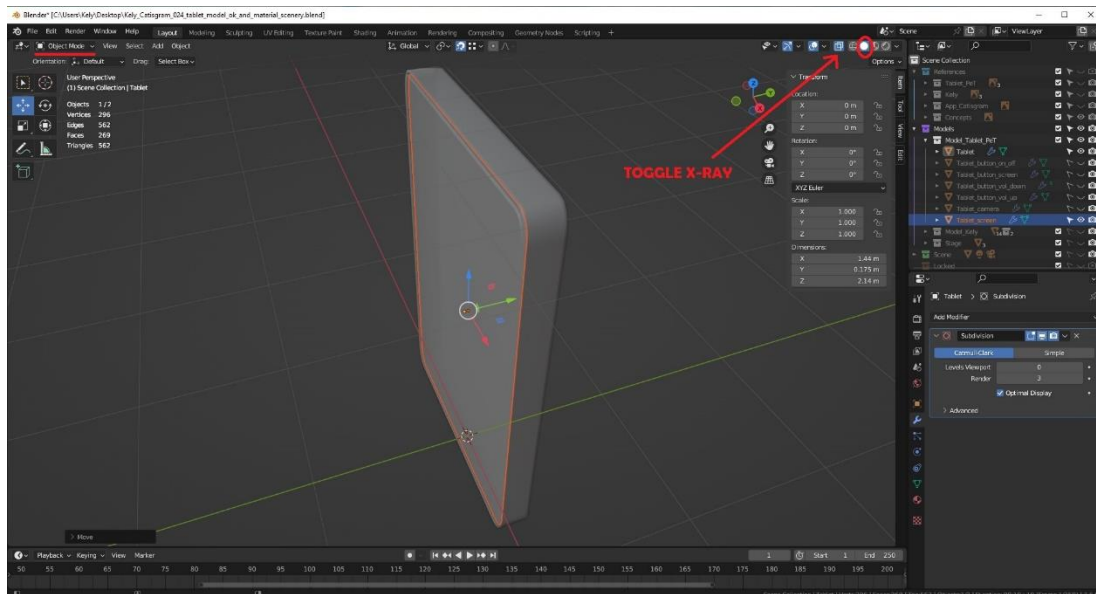 Blender* [C:\Users\Kely\Desktop\Kely_Catisgram_024_tablet_model_ok_and_material_scenery.blend]
File Edit Render Window Help Layout Modeling Sculpting UV Editing Texture Paint Shading Animation Rendering Compositing Geometry Nodes Scripting + Scene ViewLayer
Object Mode View Select Add Object Global
Orientation: Default Drag: Select Box Options
User Perspective
(1) Scene Collection | Tablet
Objects 1/2
Vertices 296
Edges 562
Faces 269
Triangles 562
TOGGLE X-RAY
Z
Y
X
Transform
Location:
X 0 m
Y 0 m
Z 0 m
Rotation:
X 0°
Y 0°
Z 0°
XYZ Euler
Scale:
X 1.000
Y 1.000
Z 1.000
Dimensions:
X 1.44 m
Y 0.175 m
Z 2.14 m
Item
Tool
View
Edit
Scene Collection
References
Tablet_PeT
Kely
App_Catisgram
Concepts
Models
Model_Tablet_PeT
Tablet
Tablet_button_on_off
Tablet_button_screen
Tablet_button_vol_down
Tablet_button_vol_up
Tablet_camera
Tablet_screen
Model_Kely
Stage
Scene
Locked
Tablet > Subdivision
Add Modifier
Subdivision
Catmull-Clark Simple
Levels Viewport 0
Render 3
Optimal Display
> Advanced
> Move
Playback Keying View Marker 1 Start 1 End 250
50 55 60 65 70 75 80 85 90 95 100 105 110 115 120 125 130 135 140 145 150 155 160 165 170 175 180 185 190 195 200